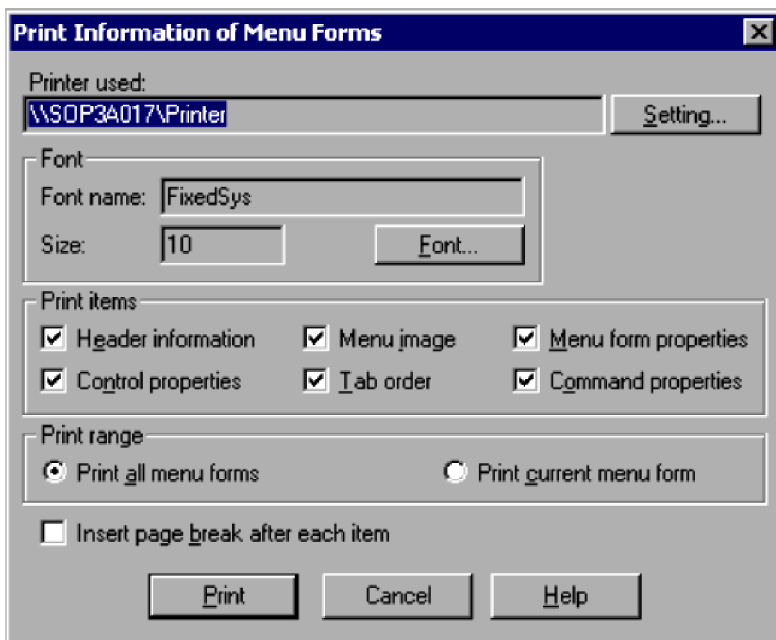 Print Information of Menu Forms
Printer used:
\\SOP3A017\Printer
Setting...
Font
Font name: FixedSys
Size: 10 Font...
Print items
Header information Menu image Menu form properties
Control properties Tab order Command properties
Print range
Print all menu forms Print current menu form
Insert page break after each item
Print Cancel Help